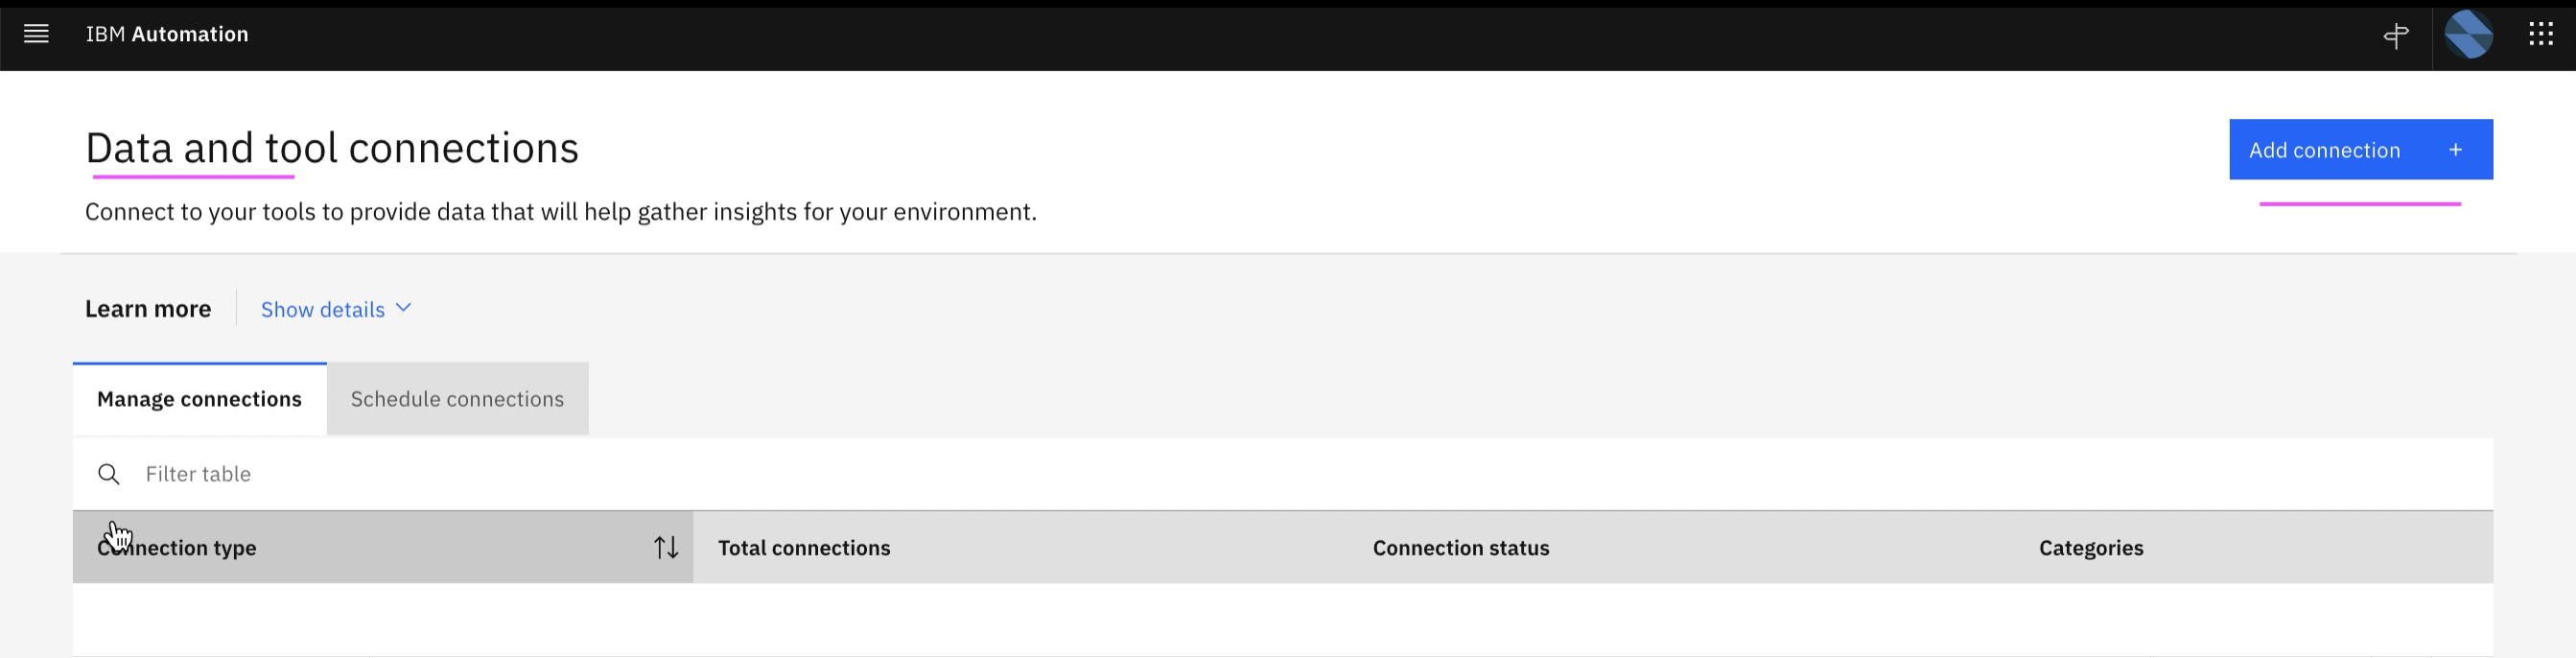 IBM Automation
Data and tool connections
Add connection +
Connect to your tools to provide data that will help gather insights for your environment.
Learn more
Show details
Manage connections
Schedule connections
Filter table
Connection type
Total connections
Connection status
Categories